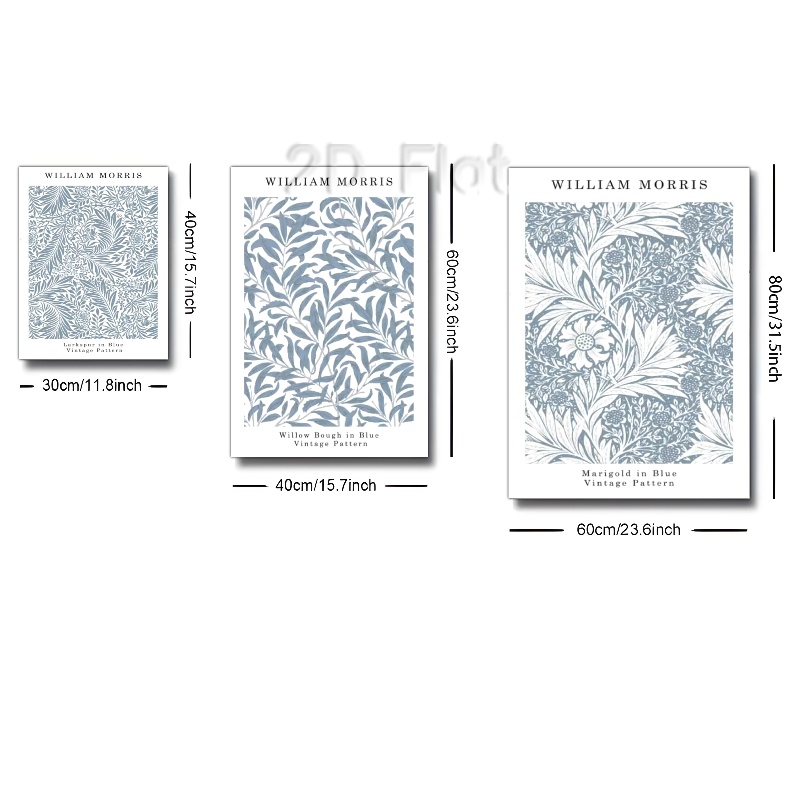 2D Flat
WILLIAM MORRIS
Larkspur in Blue
Vintage Pattern
40cm/15.7inch
30cm/11.8inch
WILLIAM MORRIS
Willow Bough in Blue
Vintage Pattern
60cm/23.6inch
40cm/15.7inch
WILLIAM MORRIS
Marigold in Blue
Vintage Pattern
80cm/31.5inch
60cm/23.6inch